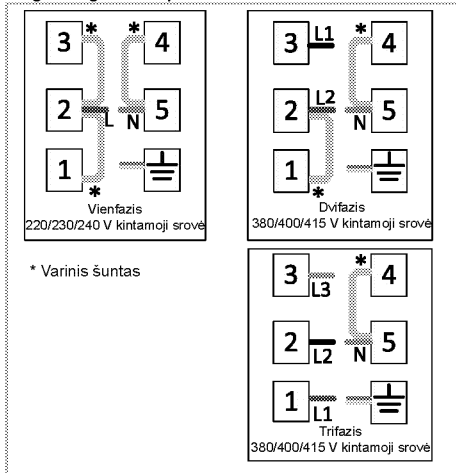 3 * * 4
2 L N 5
1 *
Vienfazis
220/230/240 V kintamoji srovė
3 L1 * 4
2 L2 N 5
1 *
Dvifazis
380/400/415 V kintamoji srovė
* Varinis šuntas
3 L3 * 4
2 L2 N 5
1 L1
Trifazis
380/400/415 V kintamoji srovė